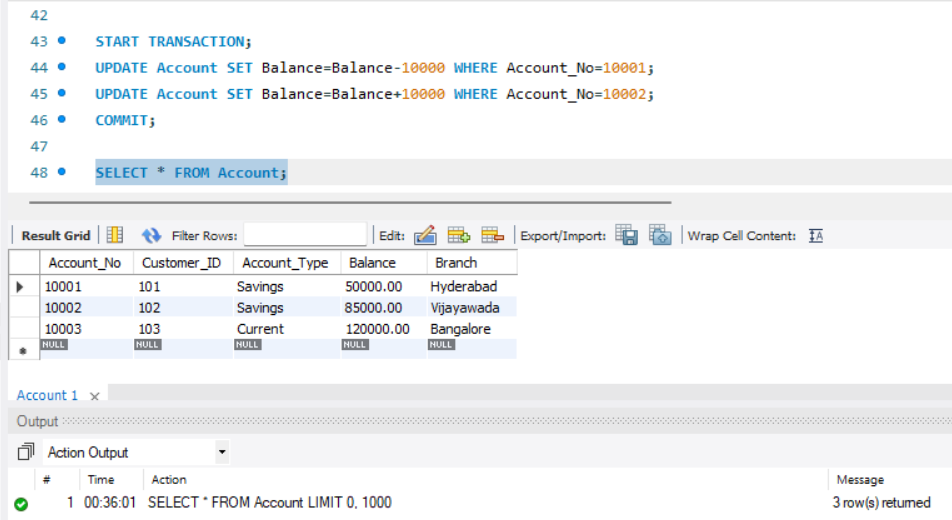 42
43 START TRANSACTION;
44 UPDATE Account SET Balance=Balance-10000 WHERE Account_No=10001;
45 UPDATE Account SET Balance=Balance+10000 WHERE Account_No=10002;
46 COMMIT;
47
48 SELECT * FROM Account;
Result Grid Filter Rows: Edit: Export/Import: Wrap Cell Content: IA
Account_No Customer_ID Account_Type Balance Branch
10001 101 Savings 50000.00 Hyderabad
10002 102 Savings 85000.00 Vijayawada
10003 103 Current 120000.00 Bangalore
NULL NULL NULL NULL NULL
Account 1 ×
Output
Action Output
# Time Action Message
1 00:36:01 SELECT * FROM Account LIMIT 0, 1000 3 row(s) returned